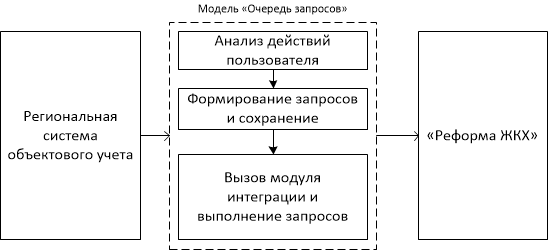 Модель «Очередь запросов»
Региональная
система
объектового учета
Анализ действий
пользователя
Формирование запросов
и сохранение
Вызов модуля
интеграции и
выполнение запросов
«Реформа ЖКХ»